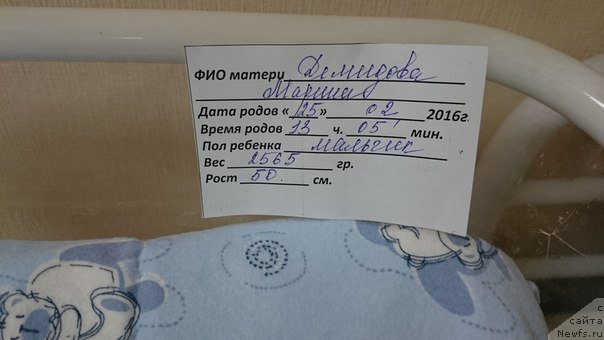 ФИО матери Демидова
Марина
Дата родов «25» 02 2016г.
Время родов 13 ч. 05 мин.
Пол ребенка мальчик
Вес 2565 гр.
Рост 50 см.
с
сайта
Newfs.ru